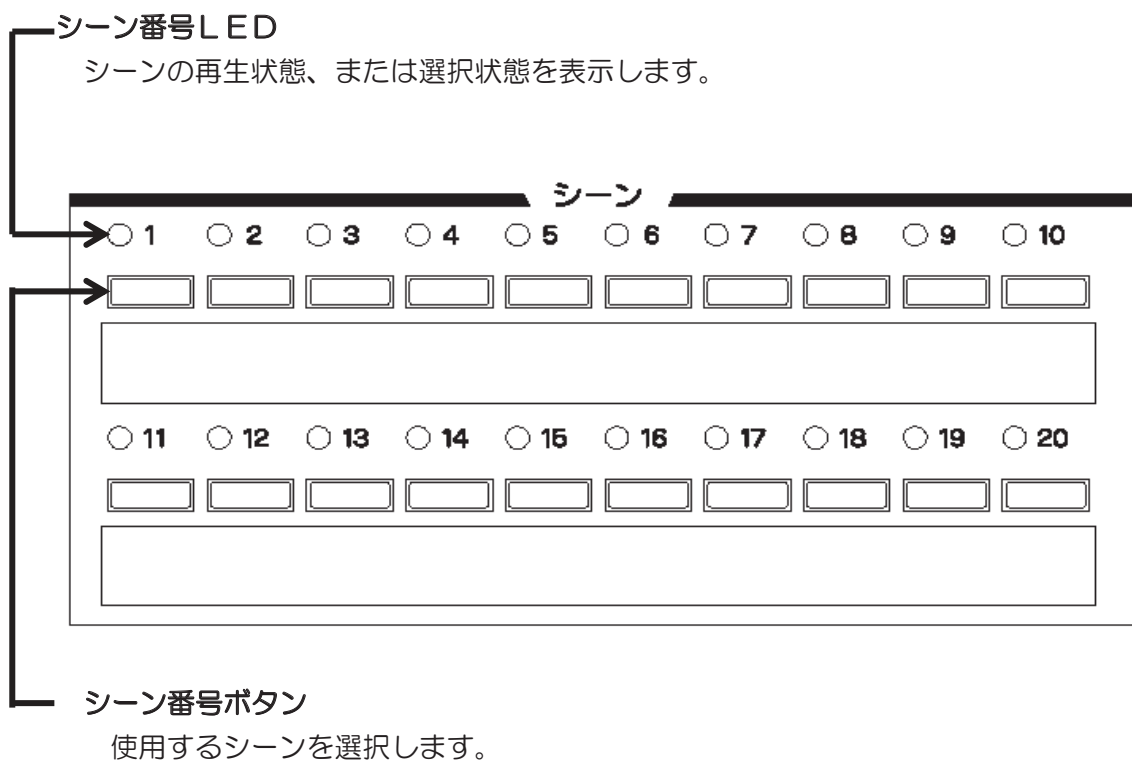 シーン番号ＬＥＤ
シーンの再生状態、または選択状態を表示します。
シーン
1 2 3 4 5 6 7 8 9 10
11 12 13 14 15 16 17 18 19 20
シーン番号ボタン
使用するシーンを選択します。